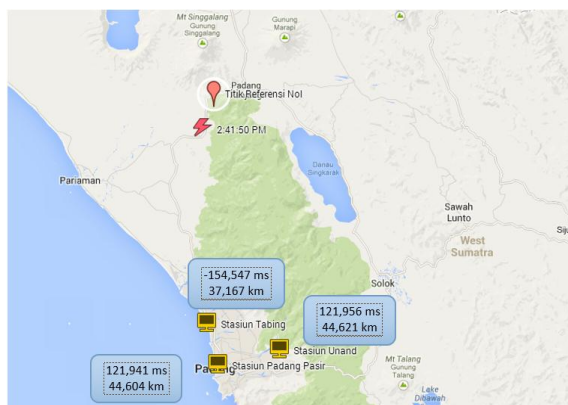 Mt Singgalang
Gunung
Singgalang
Gunung
Marapi
Padang
Titik Referensi Nol
2:41:50 PM
Danau
Singkarak
Pariaman
Sawah
Lunto
Siju
West
Sumatra
-154,547 ms
37,167 km
Solok
121,956 ms
44,621 km
Stasiun Tabing
Stasiun Unand
121,941 ms
44,604 km
Stasiun Padang Pasir
Mt Talang
Gunung
Talang
Lake
Dibawah